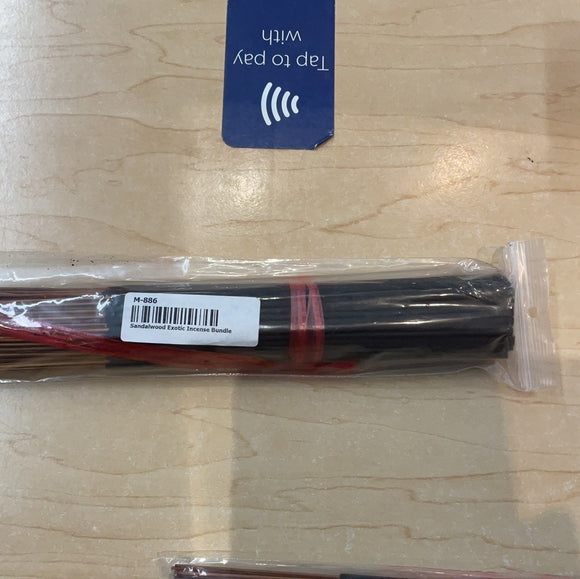 Tap to pay
with
M-886
Sandalwood Exotic Incense Bundle